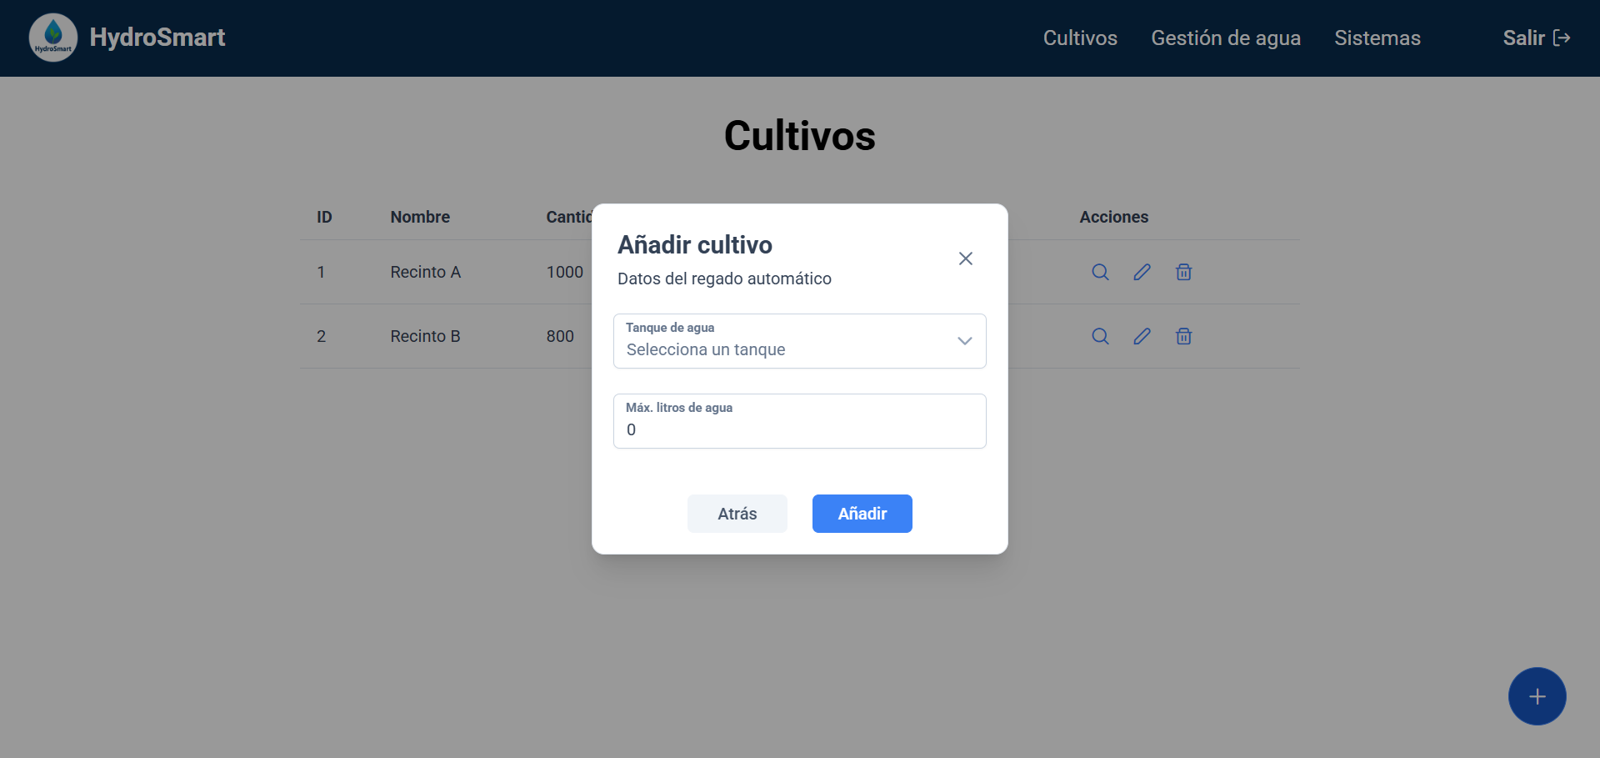 HydroSmart
HydroSmart
Cultivos
Gestión de agua
Sistemas
Salir
Cultivos
ID
Nombre
Acciones
1
Recinto A
1000
2
Recinto B
800
Añadir cultivo
Datos del regado automático
Tanque de agua
Selecciona un tanque
Máx. litros de agua
0
Atrás
Añadir